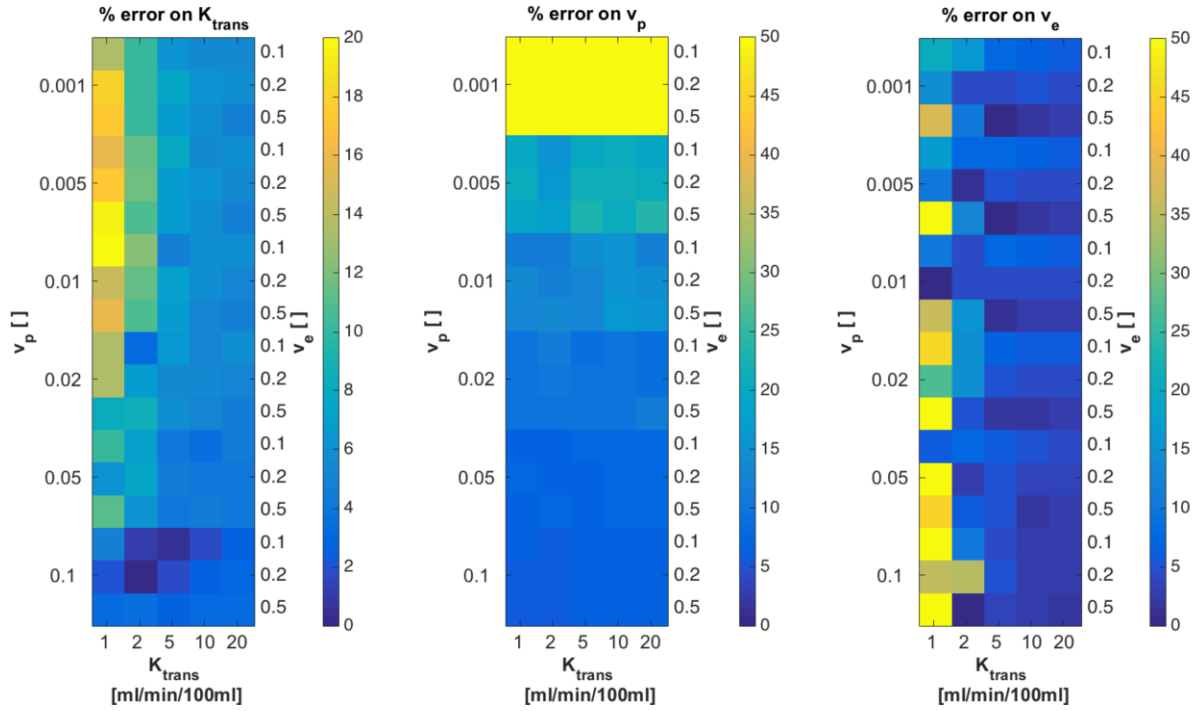 % error on K_trans
% error on v_p
% error on v_e
0.1 20 0.1 50 0.1 50
0.001 0.2 18 0.001 0.2 45 0.001 0.2 45
0.5 16 0.5 40 0.5 40
0.1 0.1 0.1
0.005 0.2 14 0.005 0.2 35 0.005 0.2 35
0.5 12 0.5 30 0.5 30
0.1 0.1 0.1
0.01 0.2 0.01 0.2 0.01 0.2
v_p [ ] 0.5 v_e [ ] 10 v_p [ ] 0.5 v_e [ ] 25 v_p [ ] 0.5 v_e [ ] 25
0.1 8 0.1 20 0.1 20
0.02 0.2 0.02 0.2 0.02 0.2
0.5 6 0.5 15 0.5 15
0.1 0.1 0.1
0.05 0.2 4 0.05 0.2 10 0.05 0.2 10
0.5 0.5 0.5
0.1 2 0.1 5 0.1 5
0.1 0.2 0.1 0.2 0.1 0.2
0.5 0 0.5 0 0.5 0
1 2 5 10 20 1 2 5 10 20 1 2 5 10 20
K_trans K_trans K_trans
[ml/min/100ml] [ml/min/100ml] [ml/min/100ml]